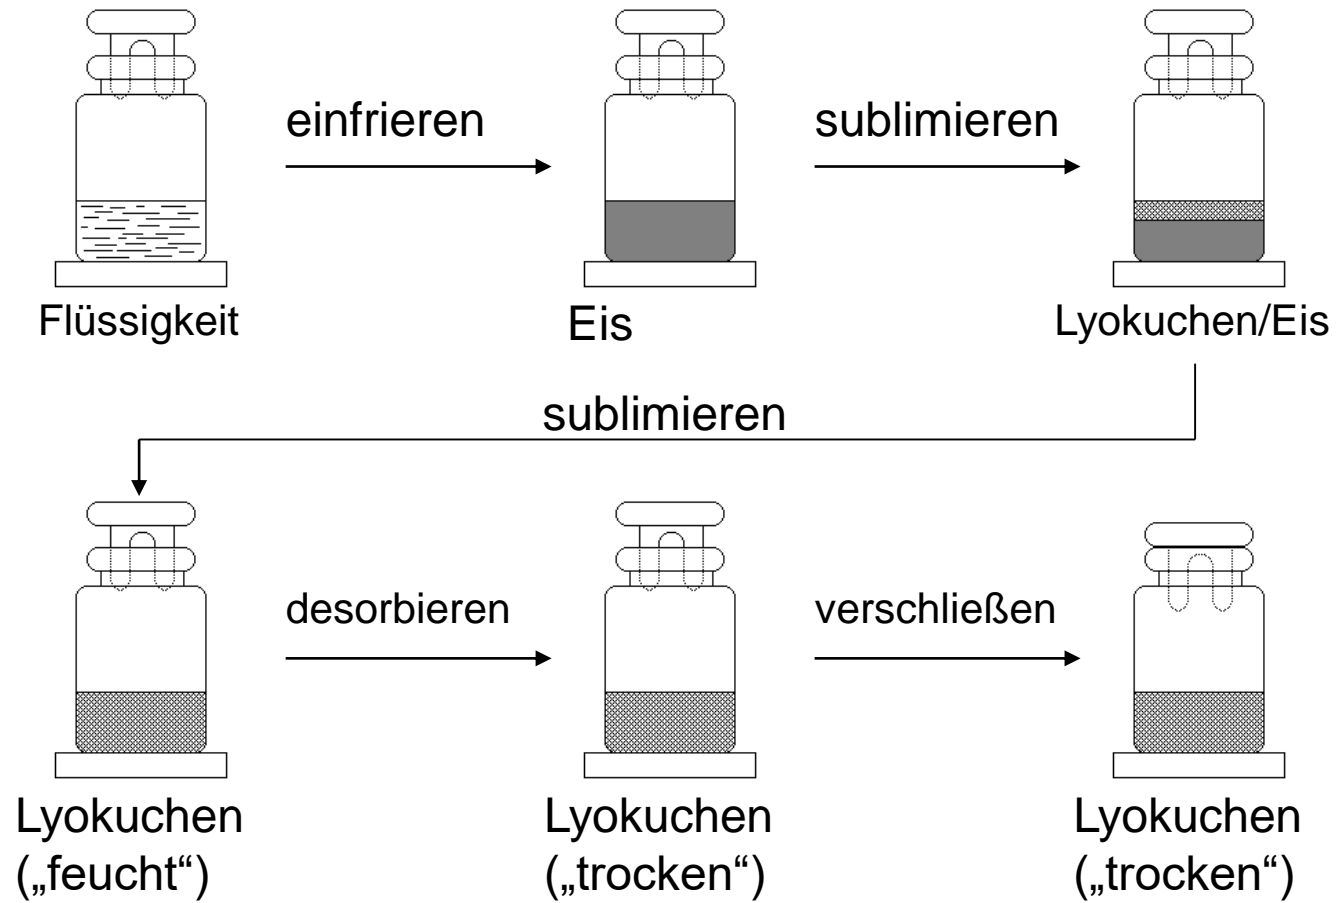 einfrieren
sublimieren
Flüssigkeit
Eis
Lyokuchen/Eis
sublimieren
desorbieren
verschließen
Lyokuchen
(„feucht“)
Lyokuchen
(„trocken“)
Lyokuchen
(„trocken“)